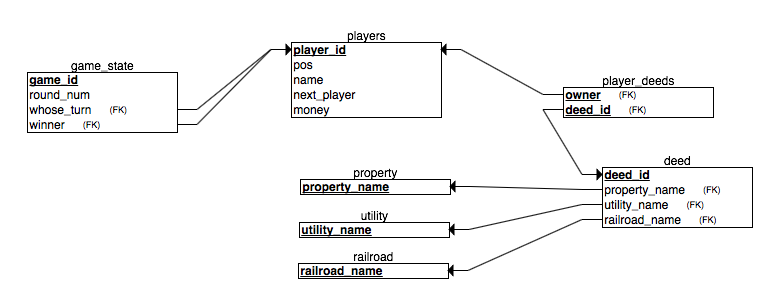 players
game_state
player_id
pos
name
next_player
money
game_id
round_num
whose_turn (FK)
winner (FK)
player_deeds
owner (FK)
deed_id (FK)
deed
deed_id
property_name (FK)
utility_name (FK)
railroad_name (FK)
property
property_name
utility
utility_name
railroad
railroad_name